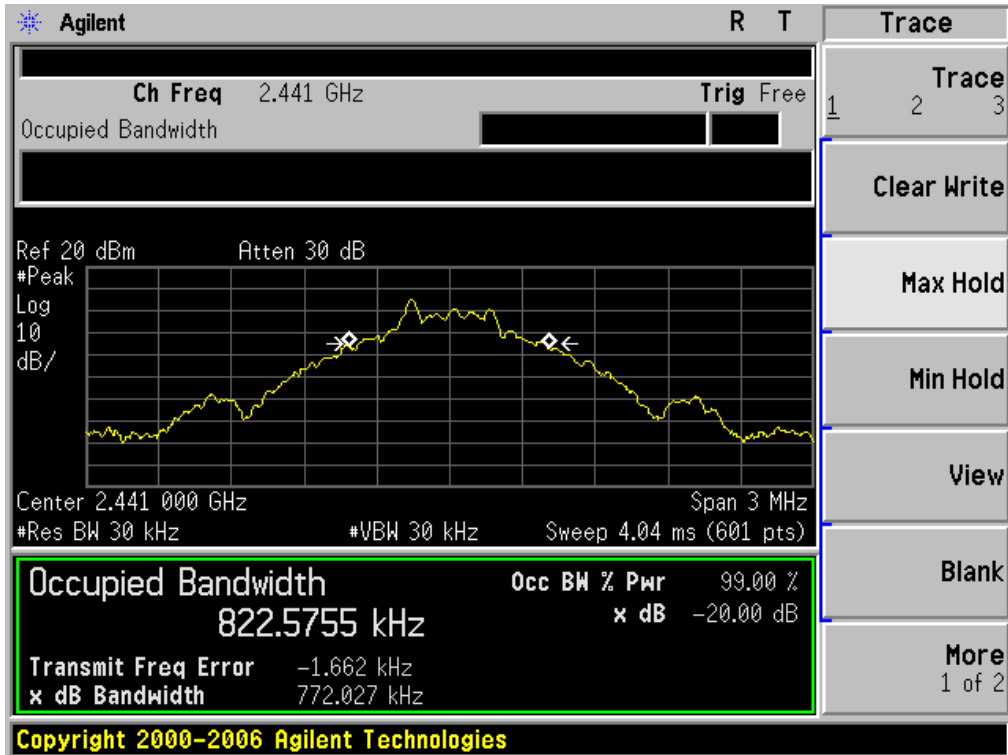 Agilent R T
Ch Freq 2.441 GHz Trig Free
Occupied Bandwidth
Ref 20 dBm Atten 30 dB
#Peak
Log
10
dB/
Center 2.441 000 GHz Span 3 MHz
#Res BW 30 kHz #VBW 30 kHz Sweep 4.04 ms (601 pts)
Occupied Bandwidth Occ BW % Pwr 99.00 %
822.5755 kHz x dB -20.00 dB
Transmit Freq Error -1.662 kHz
x dB Bandwidth 772.027 kHz
Copyright 2000-2006 Agilent Technologies
Trace
Trace
1 2 3
Clear Write
Max Hold
Min Hold
View
Blank
More
1 of 2